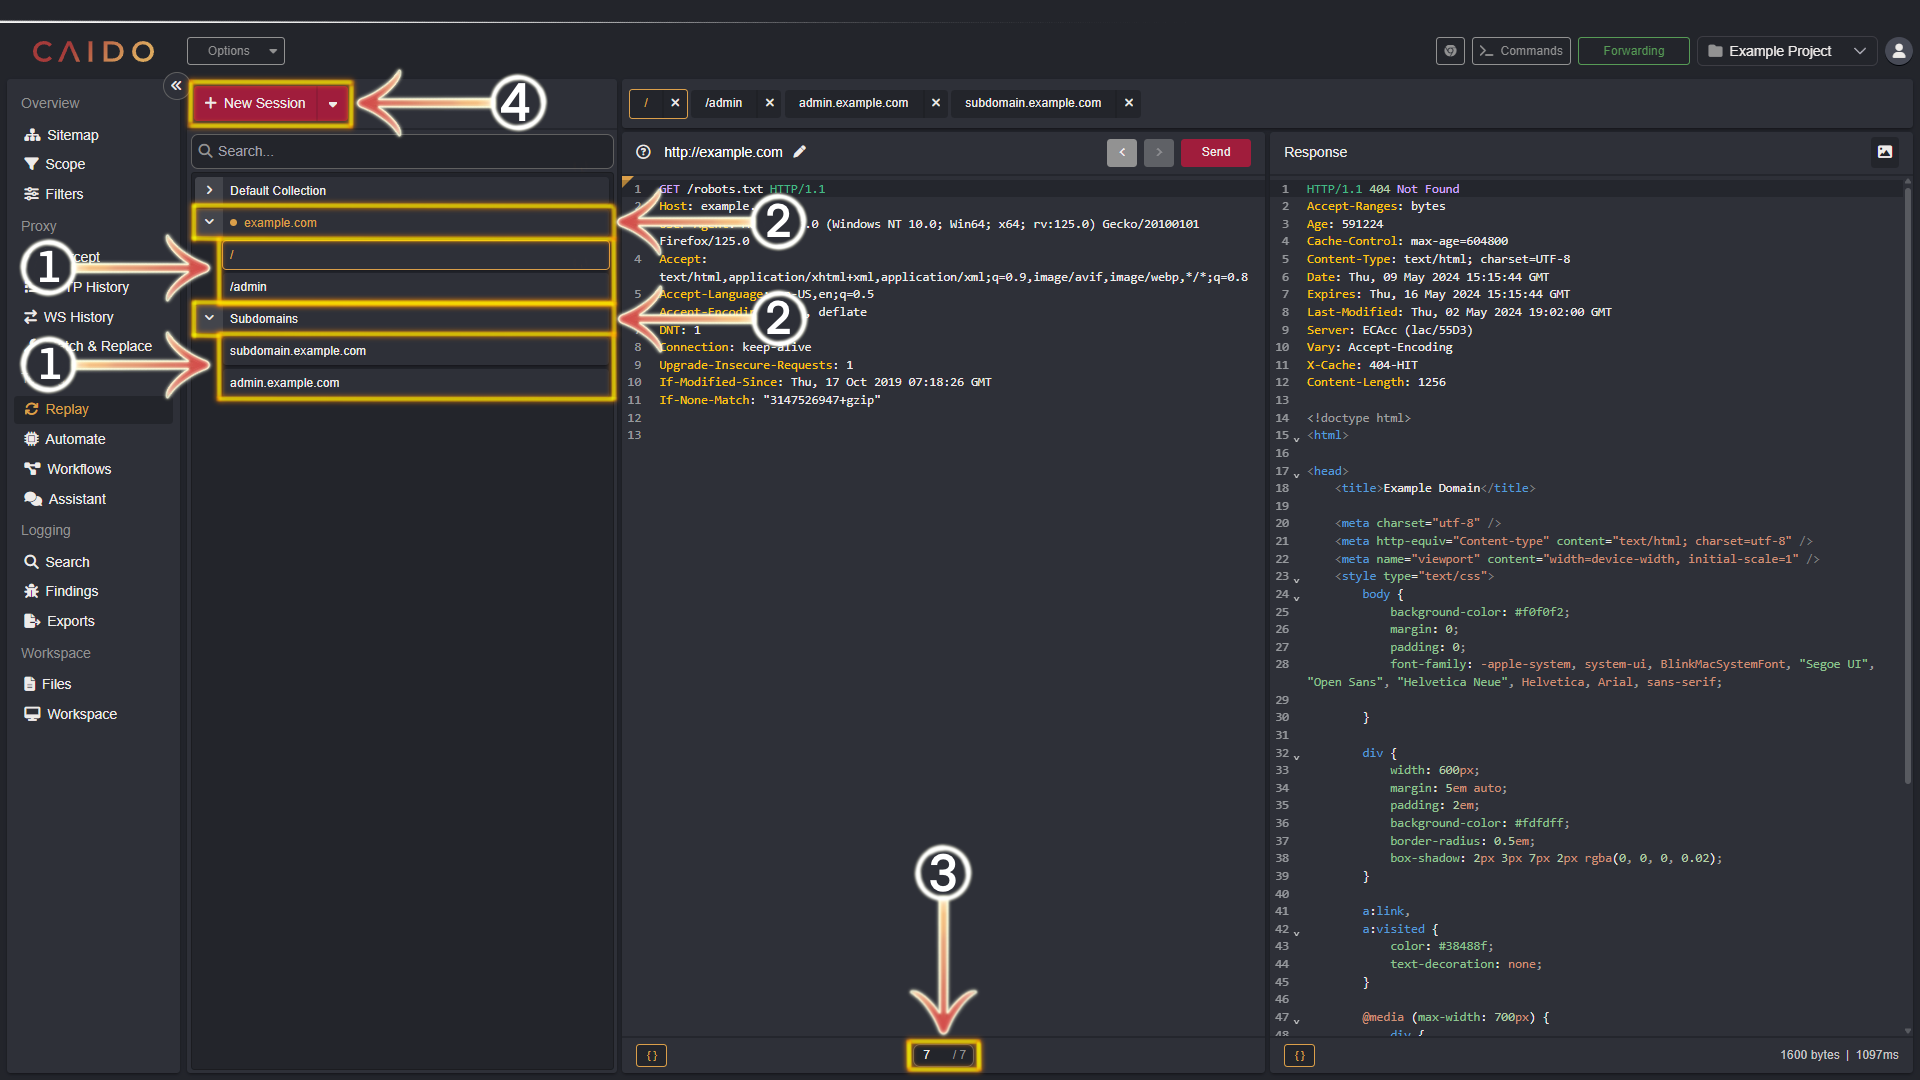 CAIDO
Options
Commands
Forwarding
Example Project
Overview
Sitemap
Scope
Filters
Proxy
History
WS History
& Replace
Replay
Automate
Workflows
Assistant
Logging
Search
Findings
Exports
Workspace
Files
Workspace
+ New Session
4
Search...
Default Collection
example.com
2
1
/
/admin
Subdomains
2
1
subdomain.example.com
admin.example.com
/
/admin
admin.example.com
subdomain.example.com
http://example.com
< > Send
1 GET /robots.txt HTTP/1.1
2 Host: example.
.0 (Windows NT 10.0; Win64; x64; rv:125.0) Gecko/20100101
Firefox/125.0
4 Accept:
text/html,application/xhtml+xml,application/xml;q=0.9,image/avif,image/webp,*/*;q=0.8
5 Accept-Language: US,en;q=0.5
, deflate
DNT: 1
8 Connection: keep-alive
9 Upgrade-Insecure-Requests: 1
10 If-Modified-Since: Thu, 17 Oct 2019 07:18:26 GMT
11 If-None-Match: "3147526947+gzip"
12
13
3
{} 7 / 7
Response
1 HTTP/1.1 404 Not Found
2 Accept-Ranges: bytes
3 Age: 591224
4 Cache-Control: max-age=604800
5 Content-Type: text/html; charset=UTF-8
6 Date: Thu, 09 May 2024 15:15:44 GMT
7 Expires: Thu, 16 May 2024 15:15:44 GMT
8 Last-Modified: Thu, 02 May 2024 19:02:00 GMT
9 Server: ECAcc (lac/55D3)
10 Vary: Accept-Encoding
11 X-Cache: 404-HIT
12 Content-Length: 1256
13
14 <!doctype html>
15 <html>
16
17 <head>
18 <title>Example Domain</title>
19
20 <meta charset="utf-8" />
21 <meta http-equiv="Content-type" content="text/html; charset=utf-8" />
22 <meta name="viewport" content="width=device-width, initial-scale=1" />
23 <style type="text/css">
24 body {
25 background-color: #f0f0f2;
26 margin: 0;
27 padding: 0;
28 font-family: -apple-system, system-ui, BlinkMacSystemFont, "Segoe UI",
"Open Sans", "Helvetica Neue", Helvetica, Arial, sans-serif;
29
30 }
31
32 div {
33 width: 600px;
34 margin: 5em auto;
35 padding: 2em;
36 background-color: #fdfdff;
37 border-radius: 0.5em;
38 box-shadow: 2px 3px 7px 2px rgba(0, 0, 0, 0.02);
39 }
40
41 a:link,
42 a:visited {
43 color: #38488f;
44 text-decoration: none;
45 }
46
47 @media (max-width: 700px) {
48 div {
{} 1600 bytes | 1097ms